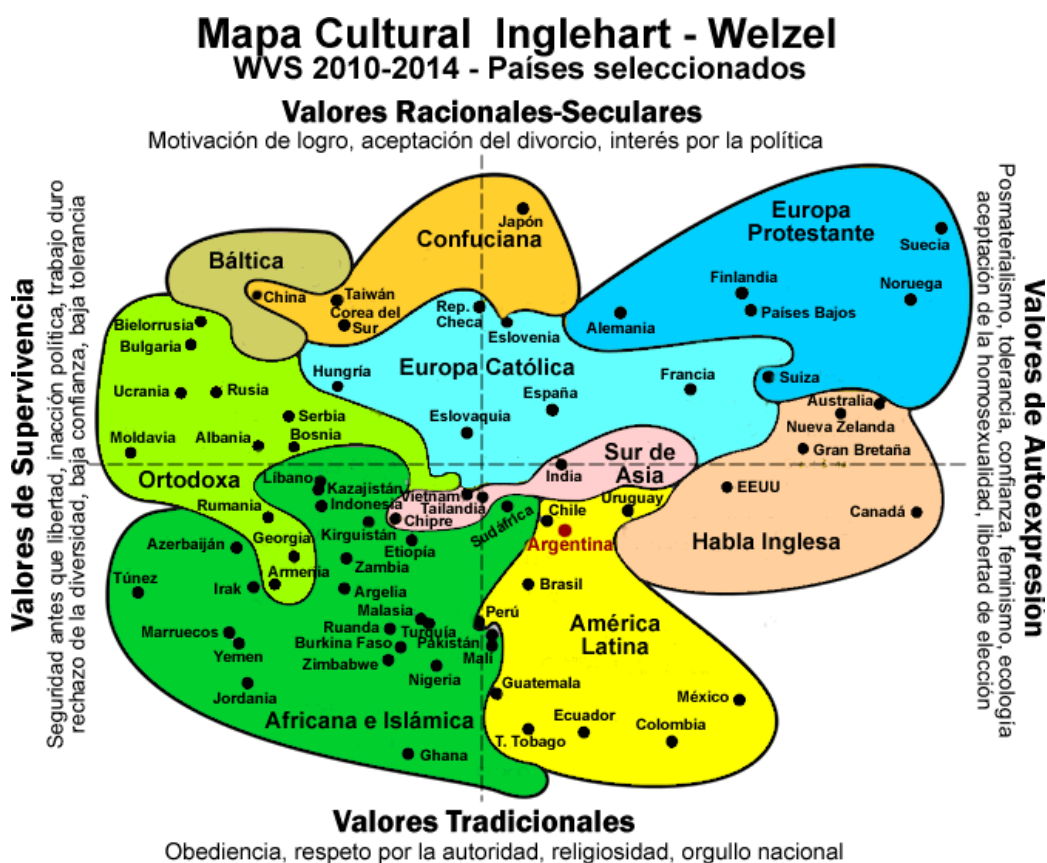 Mapa Cultural Inglehart - Welzel
WVS 2010-2014 - Países seleccionados
Valores Racionales-Seculares
Motivación de logro, aceptación del divorcio, interés por la política
Valores de Supervivencia
Seguridad antes que libertad, inacción política, trabajo duro
rechazo de la diversidad, baja confianza, baja tolerancia
Posmaterialismo, tolerancia, confianza, feminismo, ecología
aceptación de la homosexualidad, libertad de elección
Valores de Autoexpresión
Japón
Confuciana
Europa
Protestante
Suecia
Báltica
China
Taiwán
Corea del
Sur
Rep.
Checa
Eslovenia
Finlandia
Noruega
Alemania
Países Bajos
Bielorrusia
Bulgaria
Hungría
Europa Católica
Francia
Suiza
Ucrania
Rusia
España
Australia
Serbia
Eslovaquia
Nueva Zelanda
Moldavia
Albania
Bosnia
Sur de
Asia
Gran Bretaña
Ortodoxa
Líbano
India
Kazajistán
Vietnam
EEUU
Rumania
Indonesia
Tailandia
Uruguay
Chipre
Sudáfrica
Chile
Canadá
Kirguistán
Georgia
Azerbaiján
Etiopía
Argentina
Habla Inglesa
Armenia
Zambia
Túnez
Irak
Argelia
Brasil
Malasia
Perú
América
Latina
Marruecos
Ruanda
Turquía
Yemen
Burkina Faso
Pakistán
Zimbabwe
Malí
Nigeria
Jordania
Guatemala
México
Africana e Islámica
Ecuador
Colombia
T. Tobago
Ghana
Valores Tradicionales
Obediencia, respeto por la autoridad, religiosidad, orgullo nacional